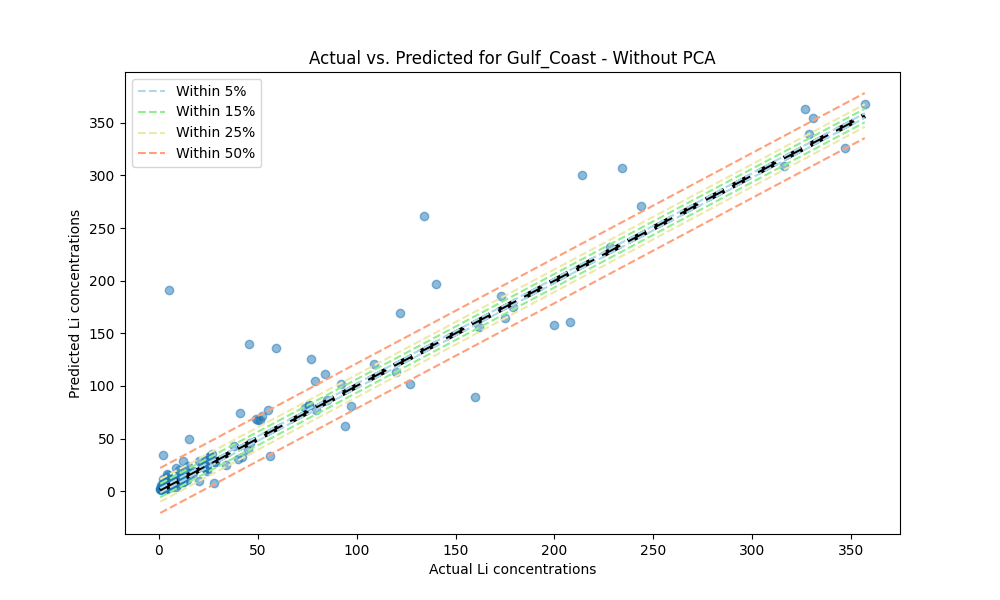 Actual vs. Predicted for Gulf_Coast - Without PCA
Within 5%
Within 15%
Within 25%
Within 50%
Predicted Li concentrations
350
300
250
200
150
100
50
0
0 50 100 150 200 250 300 350
Actual Li concentrations